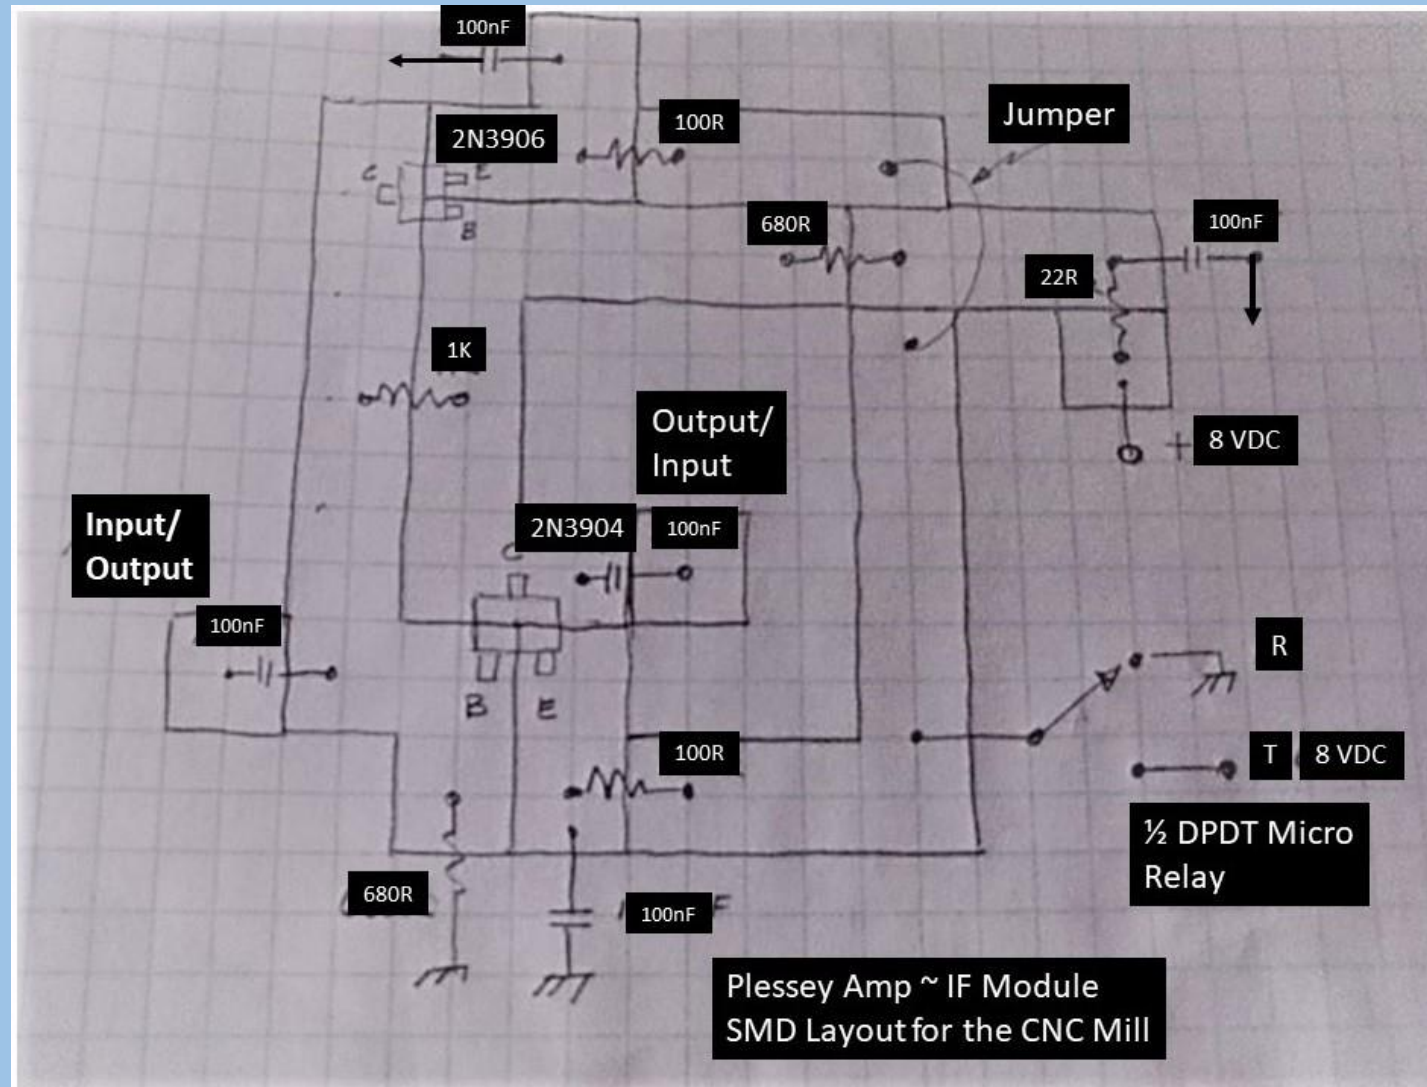 100nF
Jumper
100R
2N3906
C
E
B
680R
100nF
22R
1K
Output/
Input
+ 8 VDC
Input/
Output
2N3904
100nF
C
100nF
R
B
E
100R
T
8 VDC
½ DPDT Micro
Relay
680R
100nF
F
Plessey Amp ~ IF Module
SMD Layout for the CNC Mill